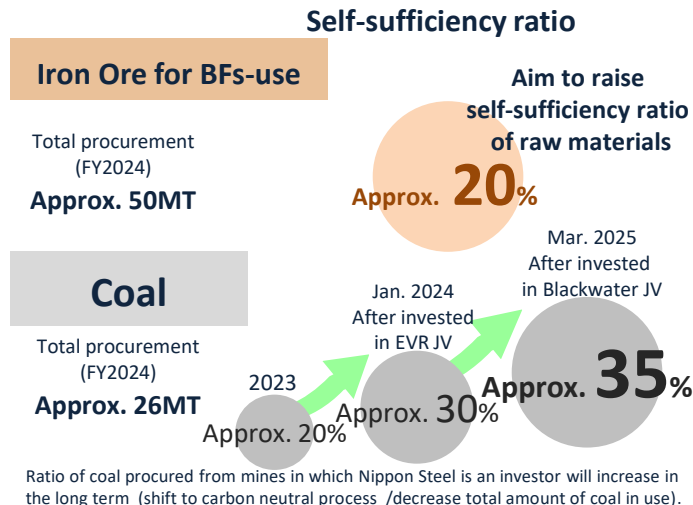 Self-sufficiency ratio
Iron Ore for BFs-use
Total procurement
(FY2024)
Approx. 50MT
Aim to raise
self-sufficiency ratio
of raw materials
Approx. 20%
Coal
Total procurement
(FY2024)
Approx. 26MT
2023
Approx. 20%
Jan. 2024
After invested
in EVR JV
Approx. 30%
Mar. 2025
After invested
in Blackwater JV
Approx. 35%
Ratio of coal procured from mines in which Nippon Steel is an investor will increase in
the long term (shift to carbon neutral process /decrease total amount of coal in use).